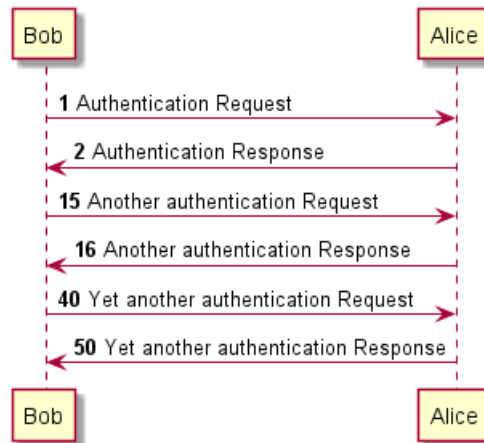 Bob Alice
1 Authentication Request
2 Authentication Response
15 Another authentication Request
16 Another authentication Response
40 Yet another authentication Request
50 Yet another authentication Response
Bob Alice